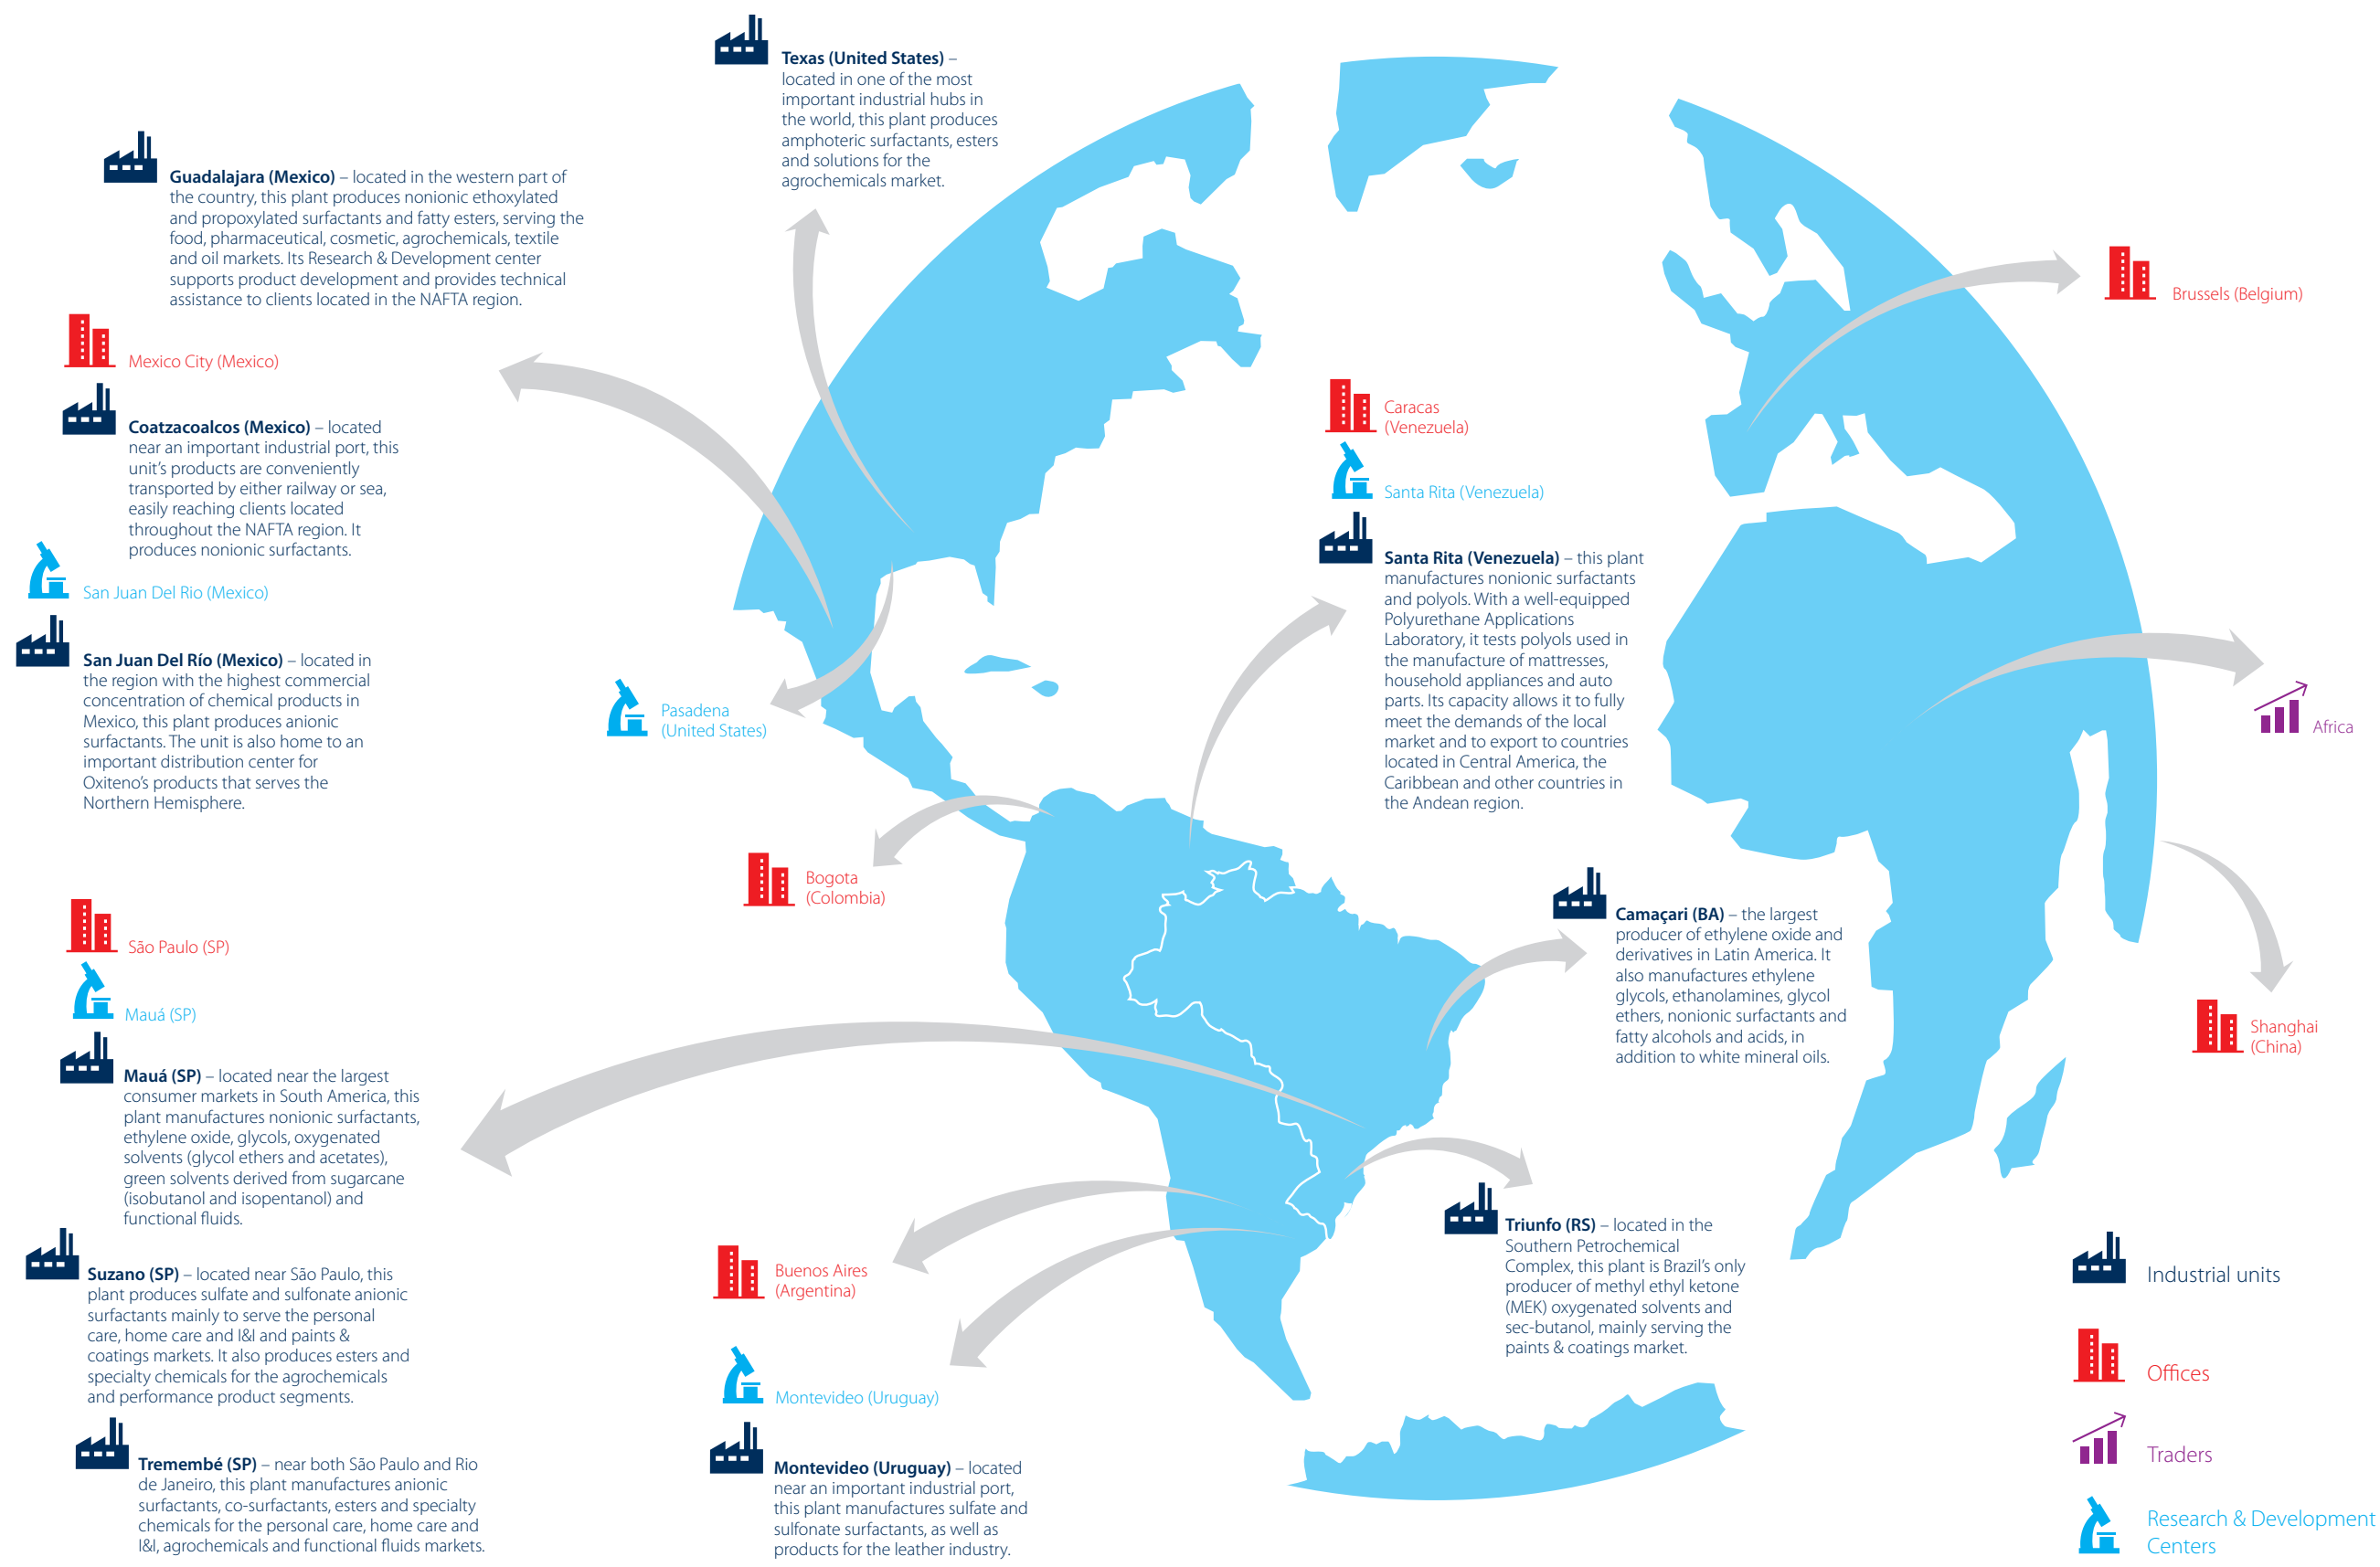 Texas (United States) –
located in one of the most
important industrial hubs in
the world, this plant produces
amphoteric surfactants, esters
and solutions for the
agrochemicals market.
Guadalajara (Mexico) – located in the western part of
the country, this plant produces nonionic ethoxylated
and propoxylated surfactants and fatty esters, serving the
food, pharmaceutical, cosmetic, agrochemicals, textile
and oil markets. Its Research & Development center
supports product development and provides technical
assistance to clients located in the NAFTA region.
Mexico City (Mexico)
Coatzacoalcos (Mexico) – located
near an important industrial port, this
unit's products are conveniently
transported by either railway or sea,
easily reaching clients located
throughout the NAFTA region. It
produces nonionic surfactants.
San Juan Del Rio (Mexico)
San Juan Del Río (Mexico) – located in
the region with the highest commercial
concentration of chemical products in
Mexico, this plant produces anionic
surfactants. The unit is also home to an
important distribution center for
Oxiteno's products that serves the
Northern Hemisphere.
Pasadena
(United States)
Bogota
(Colombia)
Caracas
(Venezuela)
Santa Rita (Venezuela)
Santa Rita (Venezuela) – this plant
manufactures nonionic surfactants
and polyols. With a well-equipped
Polyurethane Applications
Laboratory, it tests polyols used in
the manufacture of mattresses,
household appliances and auto
parts. Its capacity allows it to fully
meet the demands of the local
market and to export to countries
located in Central America, the
Caribbean and other countries in
the Andean region.
Brussels (Belgium)
Africa
Shanghai
(China)
Camaçari (BA) – the largest
producer of ethylene oxide and
derivatives in Latin America. It
also manufactures ethylene
glycols, ethanolamines, glycol
ethers, nonionic surfactants and
fatty alcohols and acids, in
addition to white mineral oils.
São Paulo (SP)
Mauá (SP)
Mauá (SP) – located near the largest
consumer markets in South America, this
plant manufactures nonionic surfactants,
ethylene oxide, glycols, oxygenated
solvents (glycol ethers and acetates),
green solvents derived from sugarcane
(isobutanol and isopentanol) and
functional fluids.
Suzano (SP) – located near São Paulo, this
plant produces sulfate and sulfonate anionic
surfactants mainly to serve the personal
care, home care and I&I and paints &
coatings markets. It also produces esters and
specialty chemicals for the agrochemicals
and performance product segments.
Tremembé (SP) – near both São Paulo and Rio
de Janeiro, this plant manufactures anionic
surfactants, co-surfactants, esters and specialty
chemicals for the personal care, home care and
I&I, agrochemicals and functional fluids markets.
Buenos Aires
(Argentina)
Montevideo (Uruguay)
Montevideo (Uruguay) – located
near an important industrial port,
this plant manufactures sulfate and
sulfonate surfactants, as well as
products for the leather industry.
Triunfo (RS) – located in the
Southern Petrochemical
Complex, this plant is Brazil's only
producer of methyl ethyl ketone
(MEK) oxygenated solvents and
sec-butanol, mainly serving the
paints & coatings market.
Industrial units
Offices
Traders
Research & Development
Centers